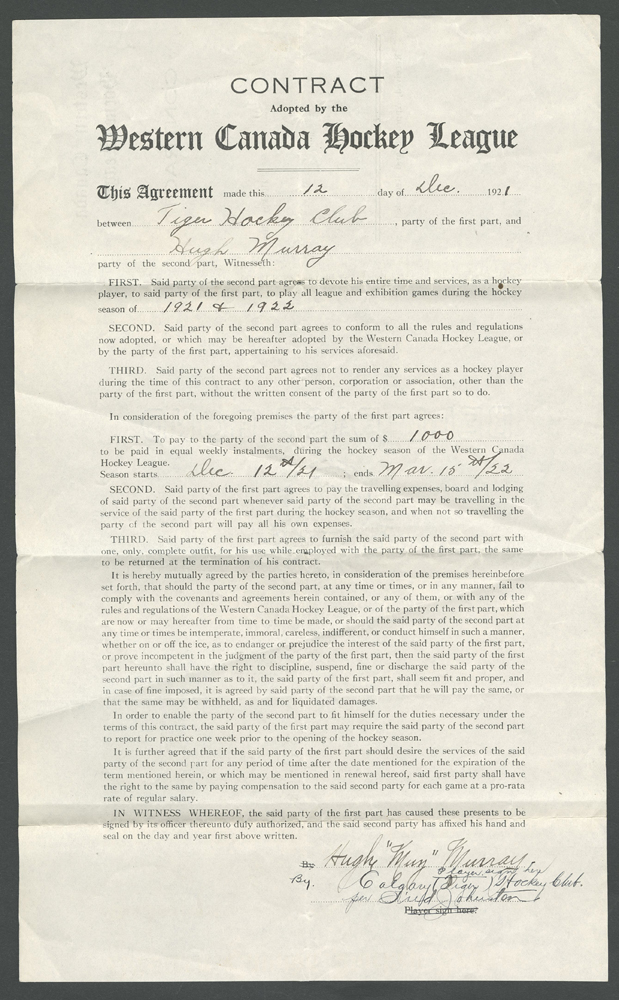 CONTRACT
Adopted by the
Western Canada Hockey League
This Agreement made this 12 day of Dec. 1921
between Tiger Hockey Club, party of the first part, and
Hugh Murray
party of the second part, Witnesseth:
FIRST. Said party of the second part agrees to devote his entire time and services, as a hockey
player, to said party of the first part, to play all league and exhibition games during the hockey
season of 1921 & 1922
SECOND. Said party of the second part agrees to conform to all the rules and regulations
now adopted, or which may be hereafter adopted by the Western Canada Hockey League, or
by the party of the first part, appertaining to his services aforesaid.
THIRD. Said party of the second part agrees not to render any services as a hockey player
during the time of this contract to any other person, corporation or association, other than the
party of the first part, without the written consent of the party of the first part so to do.
In consideration of the foregoing premises the party of the first part agrees:
FIRST. To pay to the party of the second part the sum of $ 1000
to be paid in equal weekly instalments, during the hockey season of the Western Canada
Hockey League.
Season starts Dec. 12th/21 ; ends Mar. 15th/22
SECOND. Said party of the first part agrees to pay the travelling expenses, board and lodging
of said party of the second part whenever said party of the second part may be travelling in the
service of the said party of the first part during the hockey season, and when not so travelling the
party of the second part will pay all his own expenses.
THIRD. Said party of the first part agrees to furnish the said party of the second part with
one, only, complete outfit, for his use while employed with the party of the first part, the same
to be returned at the termination of his contract.
It is hereby mutually agreed by the parties hereto, in consideration of the premises hereinbefore
set forth, that should the party of the second part, at any time or times, or in any manner, fail to
comply with the covenants and agreements herein contained, or any of them, or with any of the
rules and regulations of the Western Canada Hockey League, or of the party of the first part, which
are now or may hereafter from time to time be made, or should the said party of the second part at
any time or times be intemperate, immoral, careless, indifferent, or conduct himself in such a manner,
whether on or off the ice, as to endanger or prejudice the interest of the said party of the first part,
or prove incompetent in the judgment of the party of the first part, then the said party of the first
part hereunto shall have the right to discipline, suspend, fine or discharge the said party of the
second part in such manner as to it, the said party of the first part, shall seem fit and proper, and
in case of fine imposed, it is agreed by said party of the second part that he will pay the same, or
that the same may be withheld, as and for liquidated damages.
In order to enable the party of the second part to fit himself for the duties necessary under the
terms of this contract, the said party of the first part may require the said party of the second part
to report for practice one week prior to the opening of the hockey season.
It is further agreed that if the said party of the first part should desire the services of the said
party of the second part for any period of time after the date mentioned for the expiration of the
term mentioned herein, or which may be mentioned in renewal hereof, said first party shall have
the right to the same by paying compensation to the said second party for each game at a pro-rata
rate of regular salary.
IN WITNESS WHEREOF, the said party of the first part has caused these presents to be
signed by its officer thereunto duly authorized, and the said second party has affixed his hand and
seal on the day and year first above written.
By Hugh "Muz" Murray
Player sign here
By. Calgary (Tiger) Hockey Club.
per Lloyd Johnston
Player sign here.